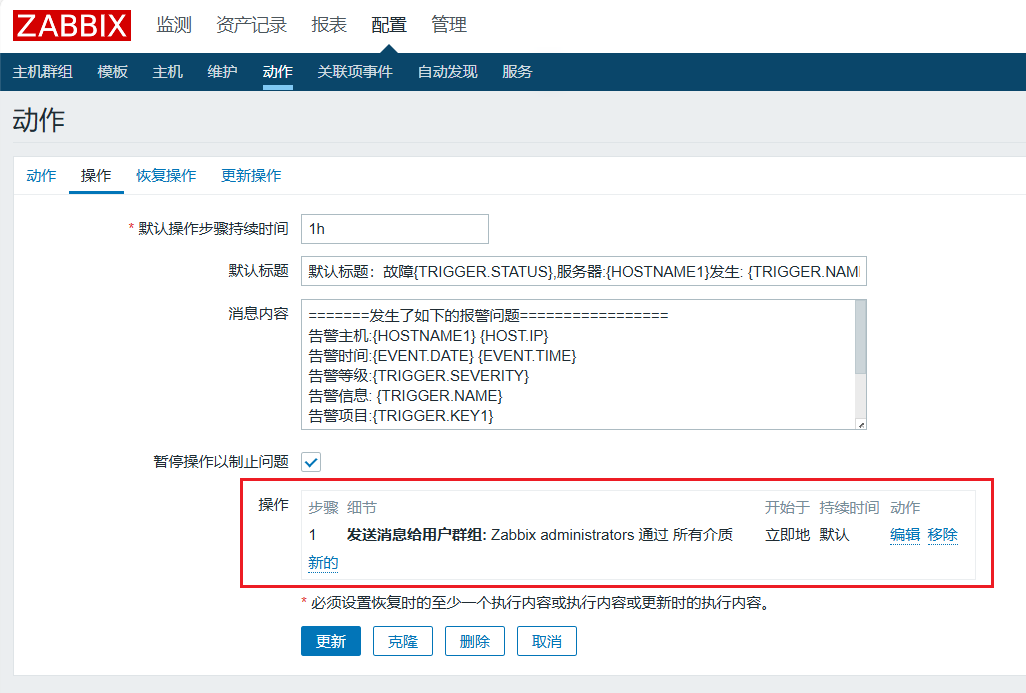 ZABBIX 监测 资产记录 报表 配置 管理
主机群组 模板 主机 维护 动作 关联项事件 自动发现 服务
动作
动作 操作 恢复操作 更新操作
* 默认操作步骤持续时间 1h
默认标题 默认标题：故障{TRIGGER.STATUS},服务器:{HOSTNAME1}发生: {TRIGGER.NAM
消息内容 =======发生了如下的报警问题=================
告警主机:{HOSTNAME1} {HOST.IP}
告警时间:{EVENT.DATE} {EVENT.TIME}
告警等级:{TRIGGER.SEVERITY}
告警信息: {TRIGGER.NAME}
告警项目:{TRIGGER.KEY1}
暂停操作以制止问题
操作 步骤 细节 开始于 持续时间 动作
1 发送消息给用户群组: Zabbix administrators 通过 所有介质 立即地 默认 编辑 移除
新的
* 必须设置恢复时的至少一个执行内容或执行内容或更新时的执行内容。
更新 克隆 删除 取消